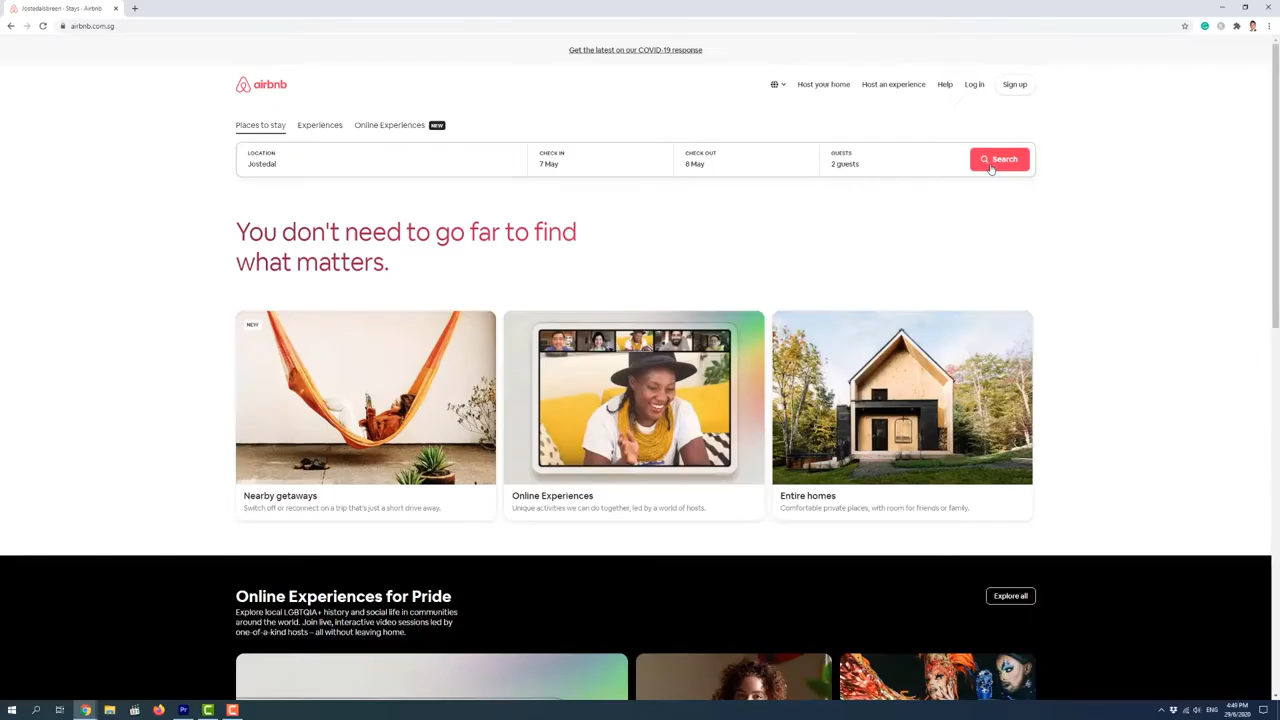 Jostedalsbreen · Stays · Airbnb
airbnb.com.sg
Get the latest on our COVID-19 response
airbnb
Host your home
Host an experience
Help
Log in
Sign up
Places to stay
Experiences
Online Experiences NEW
LOCATION
Jostedal
CHECK IN
7 May
CHECK OUT
8 May
GUESTS
2 guests
Search
You don't need to go far to find
what matters.
NEW!
Nearby getaways
Switch off or reconnect on a trip that's just a short drive away.
Online Experiences
Unique activities we can do together, led by a world of hosts.
Entire homes
Comfortable private places, with room for friends or family.
Online Experiences for Pride
Explore local LGBTQIA+ history and social life in communities
around the world. Join live, interactive video sessions led by
one-of-a-kind hosts – all without leaving home.
Explore all
ENG
4:49 PM
29/6/2020